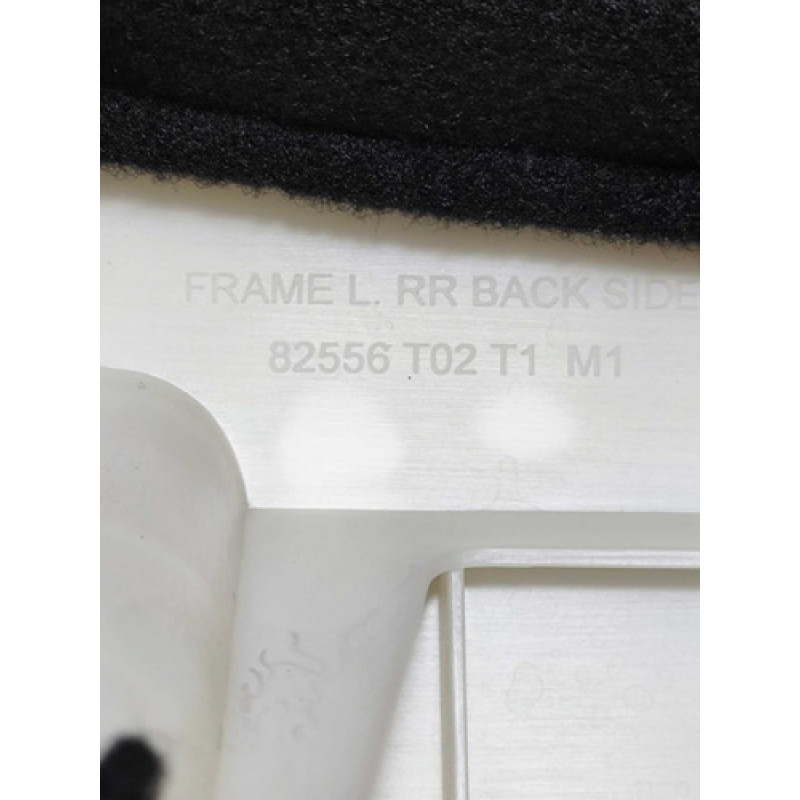 FRAME L. RR BACK SIDE
82556 T02 T1 M1